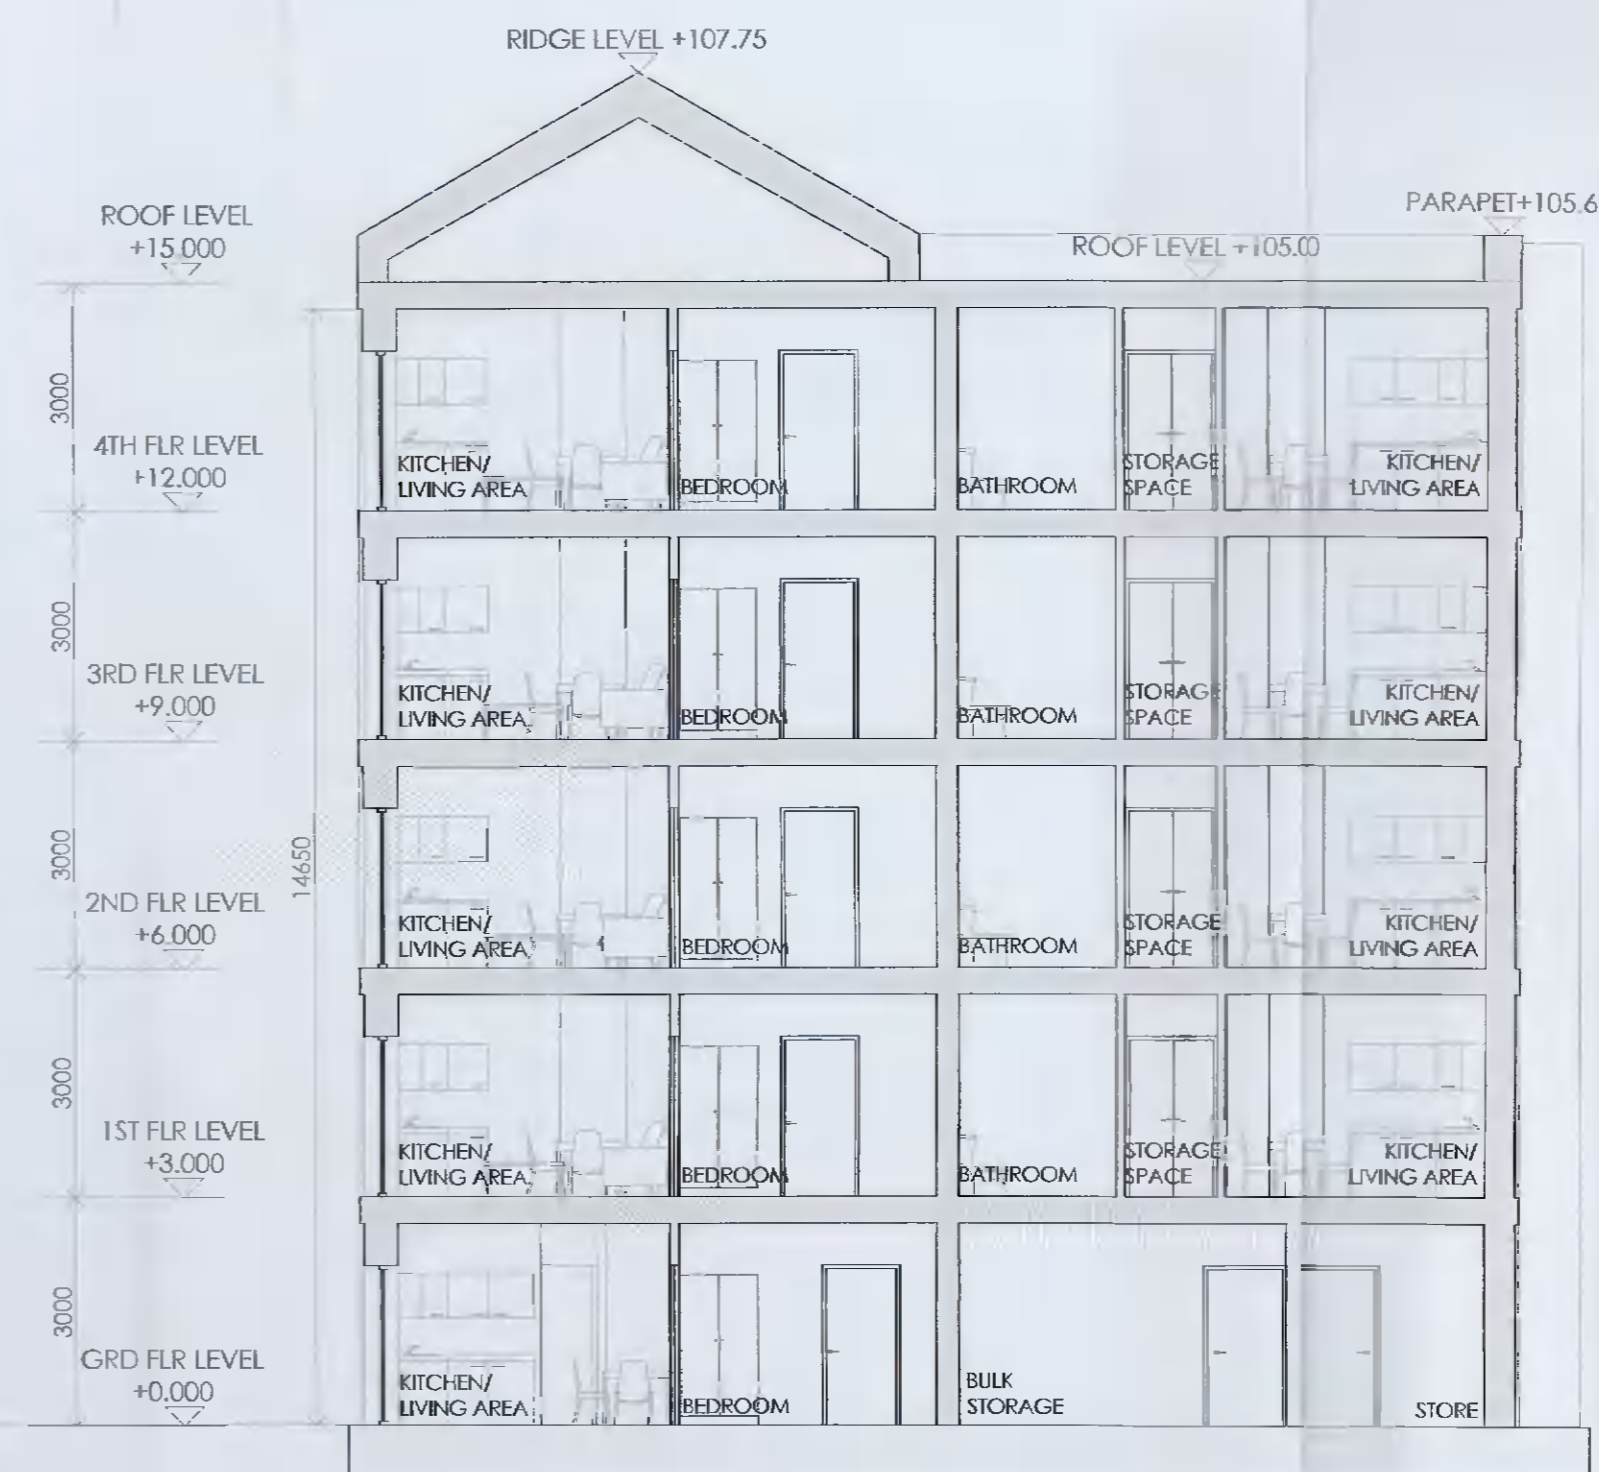 RIDGE LEVEL +107.75
PARAPET+105.6
ROOF LEVEL
+15.000
ROOF LEVEL +105.00
3000
4TH FLR LEVEL
+12.000
KITCHEN/
LIVING AREA
BEDROOM
BATHROOM
STORAGE
SPACE
KITCHEN/
LIVING AREA
3000
3RD FLR LEVEL
+9.000
KITCHEN/
LIVING AREA
BEDROOM
BATHROOM
STORAGE
SPACE
KITCHEN/
LIVING AREA
3000
14650
2ND FLR LEVEL
+6.000
KITCHEN/
LIVING AREA
BEDROOM
BATHROOM
STORAGE
SPACE
KITCHEN/
LIVING AREA
3000
1ST FLR LEVEL
+3.000
KITCHEN/
LIVING AREA
BEDROOM
BATHROOM
STORAGE
SPACE
KITCHEN/
LIVING AREA
3000
GRD FLR LEVEL
+0.000
KITCHEN/
LIVING AREA
BEDROOM
BULK
STORAGE
STORE